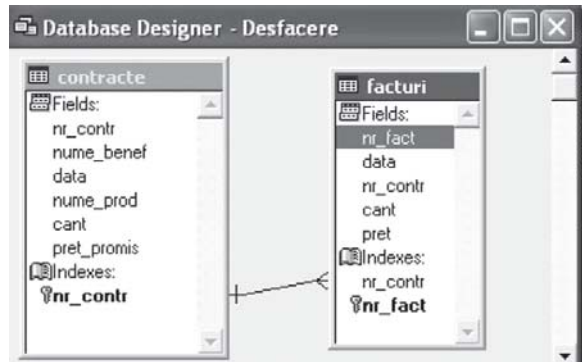 Database Designer - Desfacere
contracte
Fields:
nr_contr
nume_benef
data
nume_prod
cant
pret_promis
Indexes:
nr_contr
facturi
Fields:
nr_fact
data
nr_contr
cant
pret
Indexes:
nr_contr
nr_fact